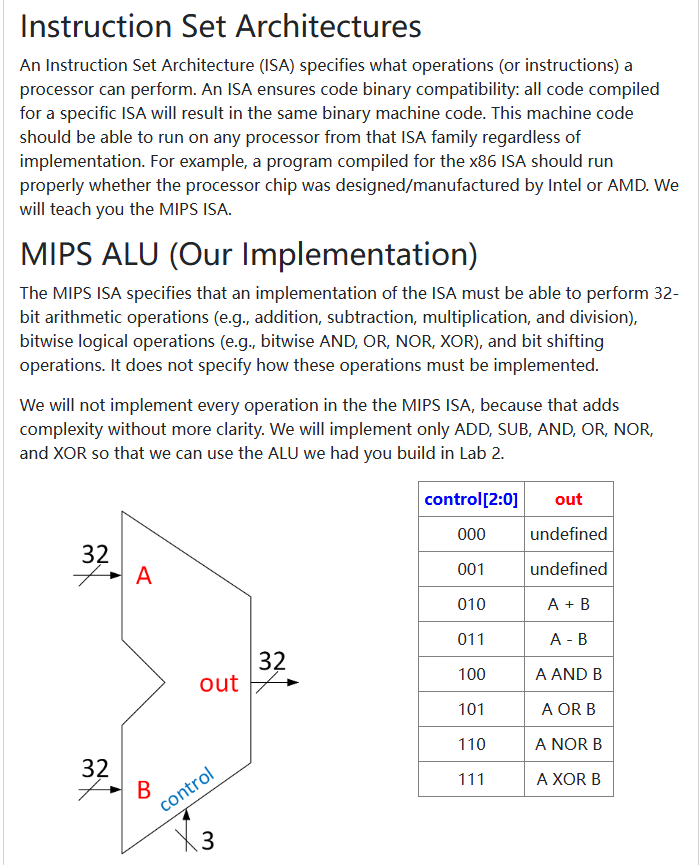 Instruction Set Architectures
An Instruction Set Architecture (ISA) specifies what operations (or instructions) a
processor can perform. An ISA ensures code binary compatibility: all code compiled
for a specific ISA will result in the same binary machine code. This machine code
should be able to run on any processor from that ISA family regardless of
implementation. For example, a program compiled for the x86 ISA should run
properly whether the processor chip was designed/manufactured by Intel or AMD. We
will teach you the MIPS ISA.
MIPS ALU (Our Implementation)
The MIPS ISA specifies that an implementation of the ISA must be able to perform 32-
bit arithmetic operations (e.g., addition, subtraction, multiplication, and division),
bitwise logical operations (e.g., bitwise AND, OR, NOR, XOR), and bit shifting
operations. It does not specify how these operations must be implemented.
We will not implement every operation in the the MIPS ISA, because that adds
complexity without more clarity. We will implement only ADD, SUB, AND, OR, NOR,
and XOR so that we can use the ALU we had you build in Lab 2.
32
A
out
32
32
B
control
3
control[2:0] out
000 undefined
001 undefined
010 A + B
011 A - B
100 A AND B
101 A OR B
110 A NOR B
111 A XOR B